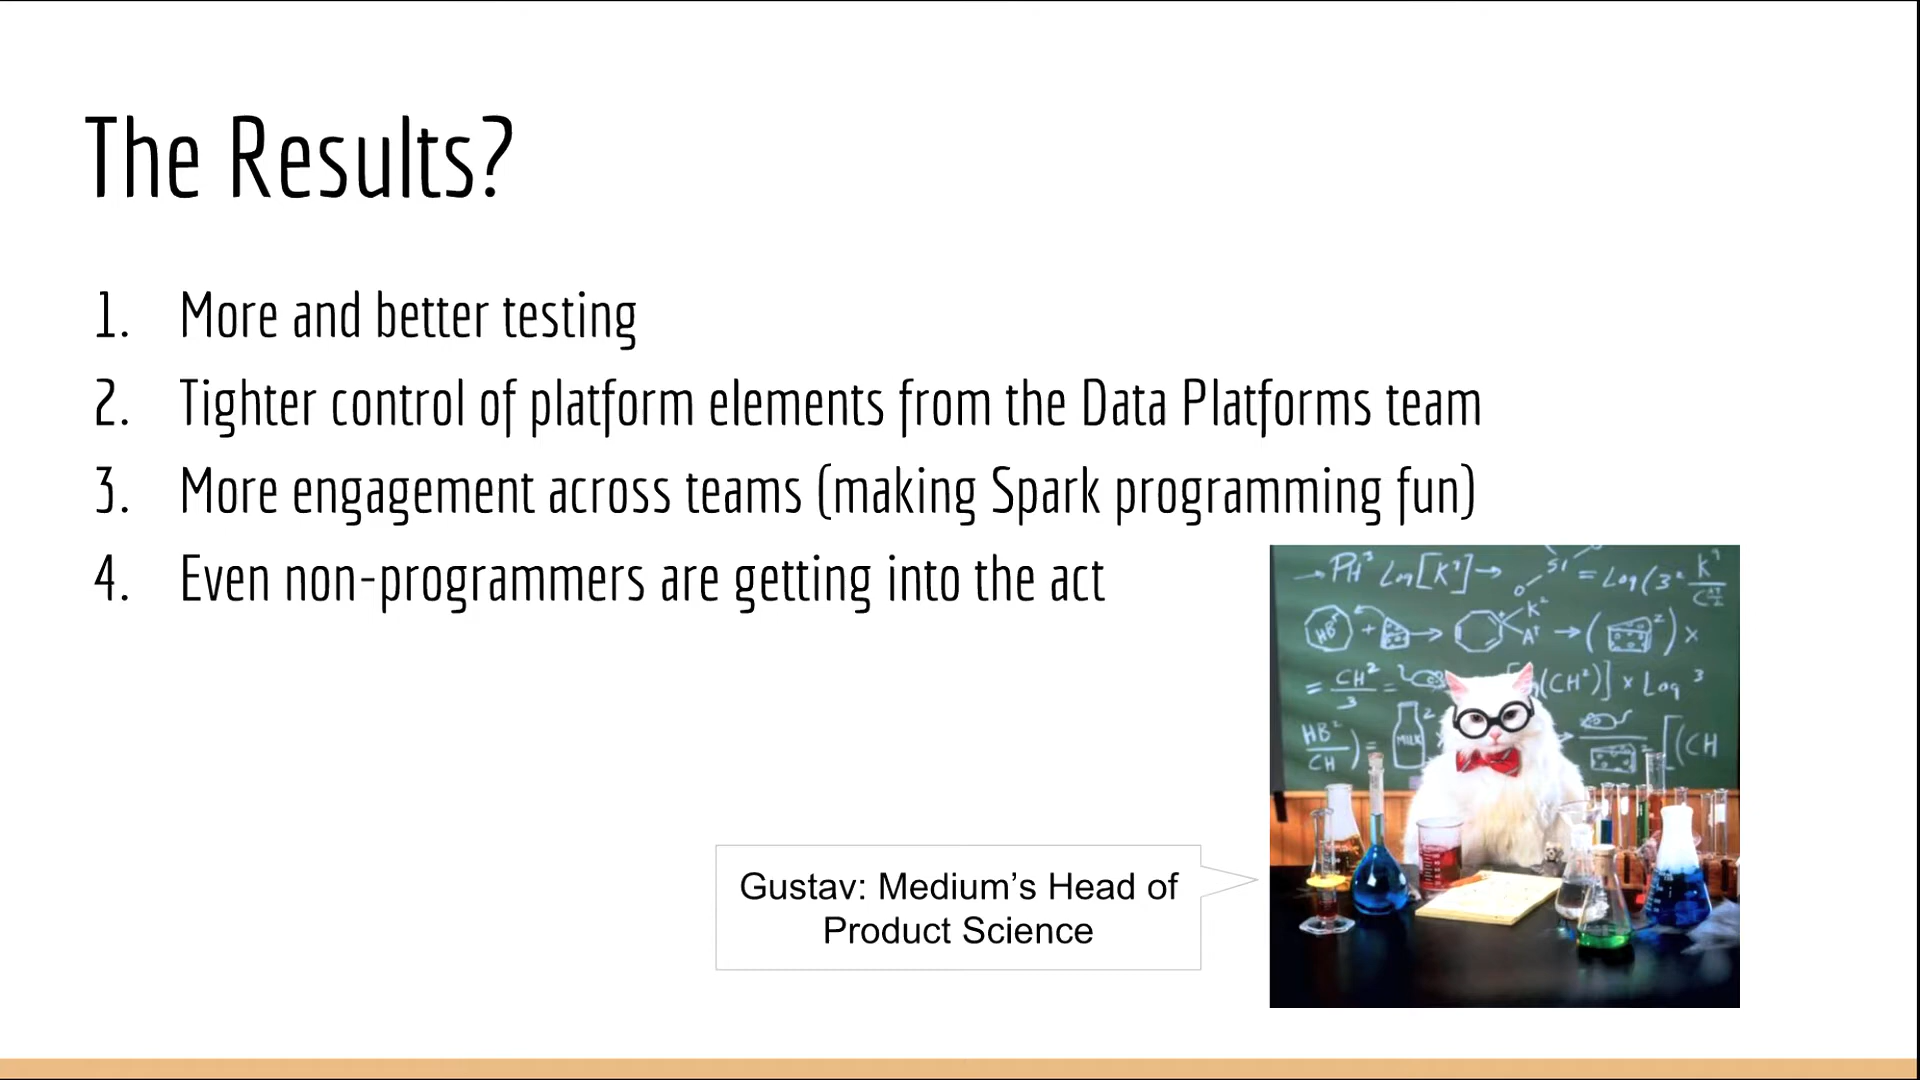 The Results?
1. More and better testing
2. Tighter control of platform elements from the Data Platforms team
3. More engagement across teams (making Spark programming fun)
4. Even non-programmers are getting into the act
Gustav: Medium's Head of
Product Science
MILK